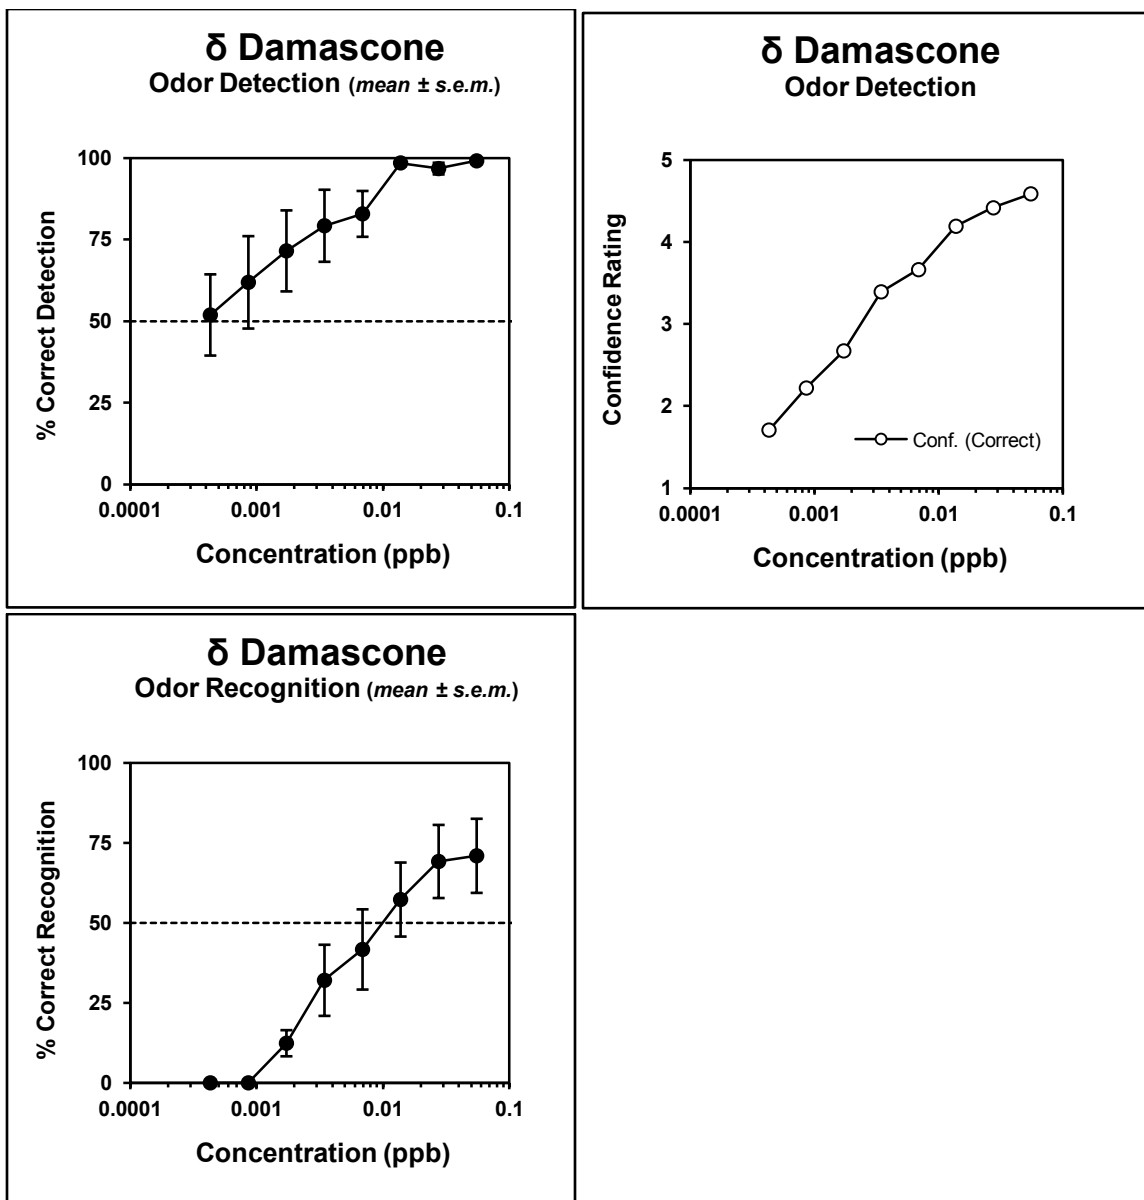 δ Damascone
Odor Detection (mean ± s.e.m.)
% Correct Detection
100
75
50
25
0
0.0001 0.001 0.01 0.1
Concentration (ppb)
δ Damascone
Odor Detection
Confidence Rating
5
4
3
2
1
Conf. (Correct)
0.0001 0.001 0.01 0.1
Concentration (ppb)
δ Damascone
Odor Recognition (mean ± s.e.m.)
% Correct Recognition
100
75
50
25
0
0.0001 0.001 0.01 0.1
Concentration (ppb)